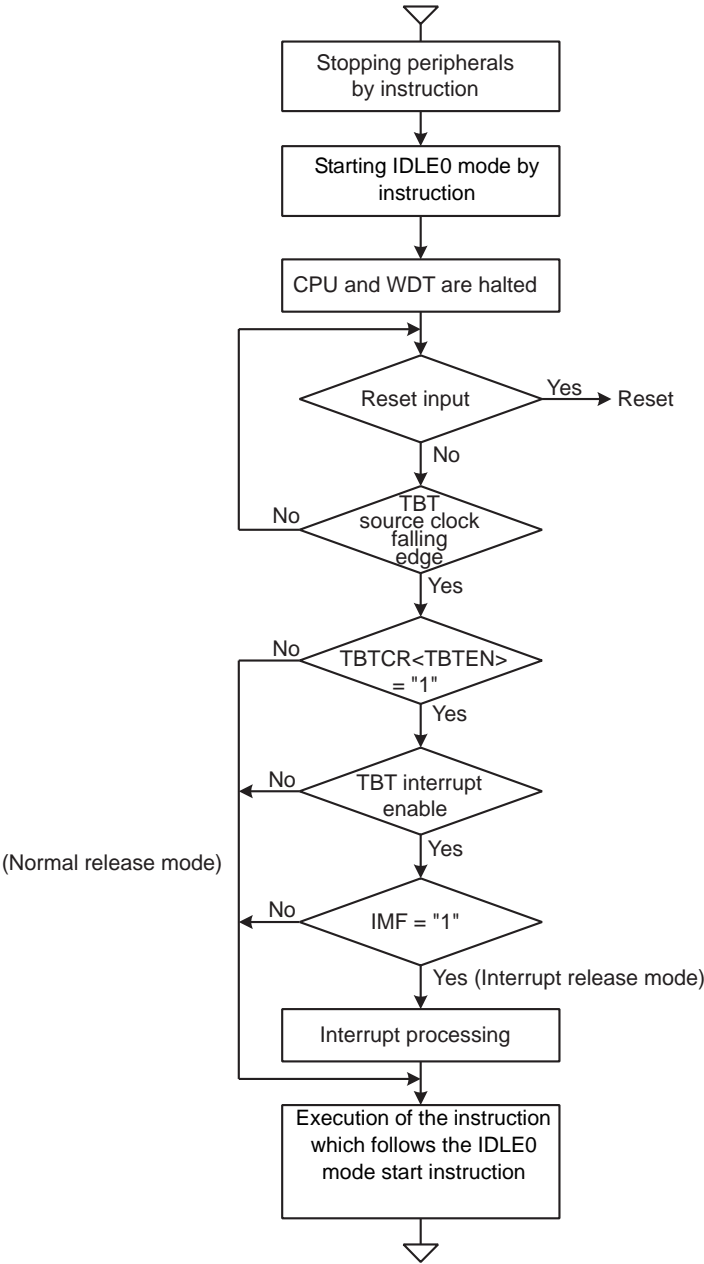 Stopping peripherals
by instruction
Starting IDLE0 mode by
instruction
CPU and WDT are halted
Reset input
Yes
Reset
No
No
TBT
source clock
falling
edge
Yes
No
TBTCR<TBTEN>
= "1"
Yes
No
TBT interrupt
enable
Yes
(Normal release mode)
No
IMF = "1"
Yes (Interrupt release mode)
Interrupt processing
Execution of the instruction
which follows the IDLE0
mode start instruction